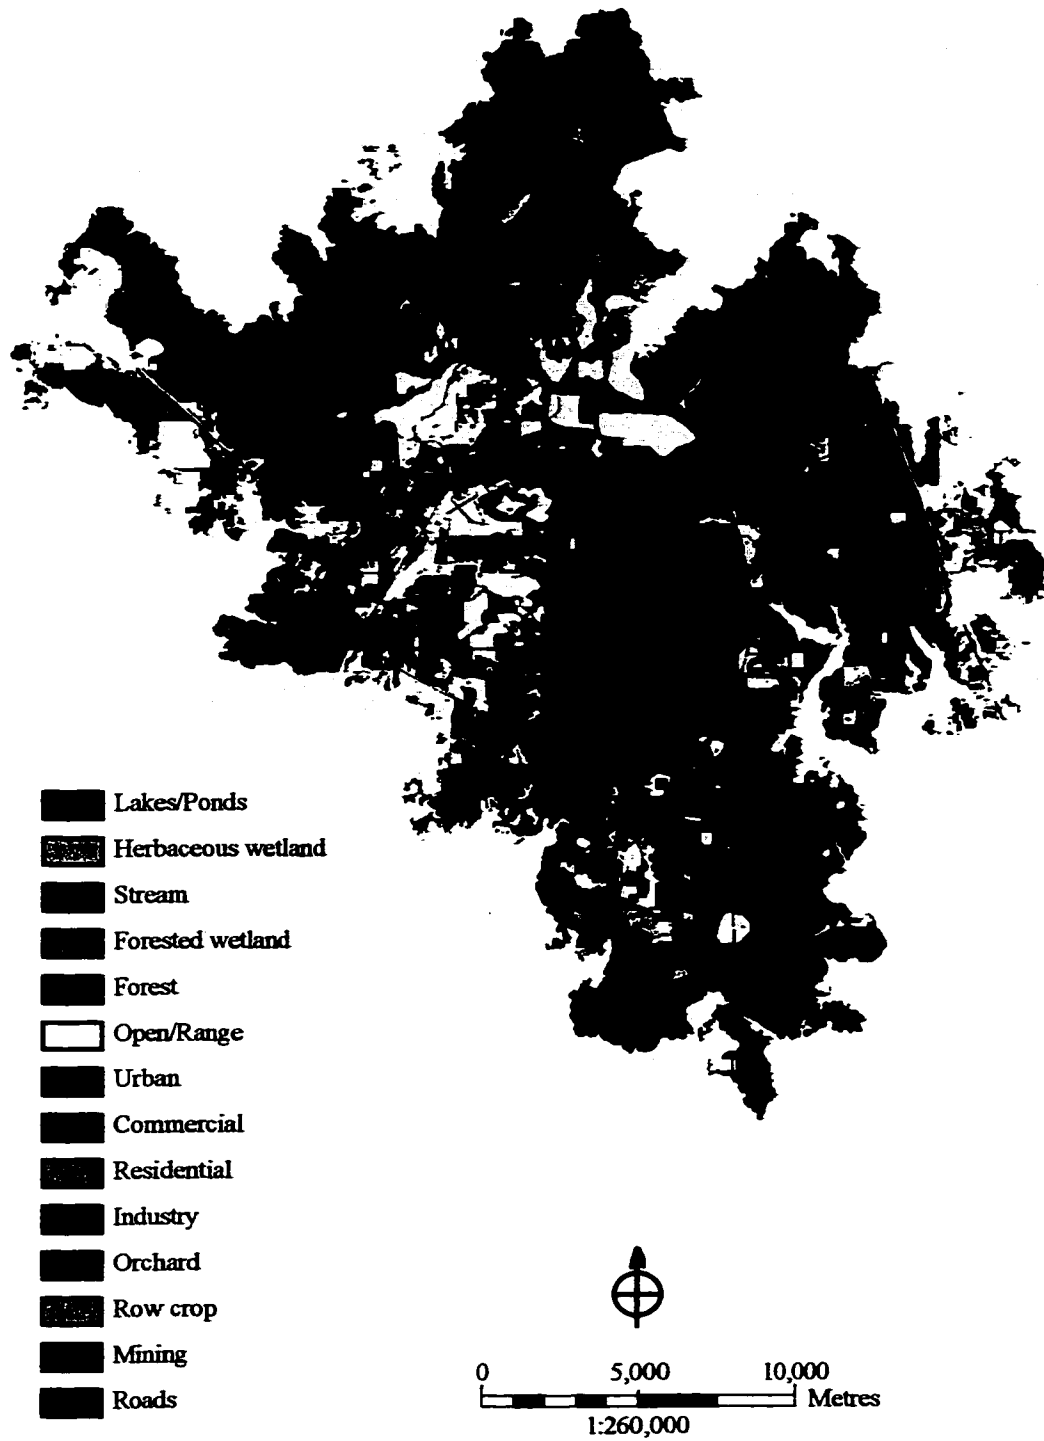 Lakes/Ponds
Herbaceous wetland
Stream
Forested wetland
Forest
Open/Range
Urban
Commercial
Residential
Industry
Orchard
Row crop
Mining
Roads
0 5,000 10,000
Metres
1:260,000